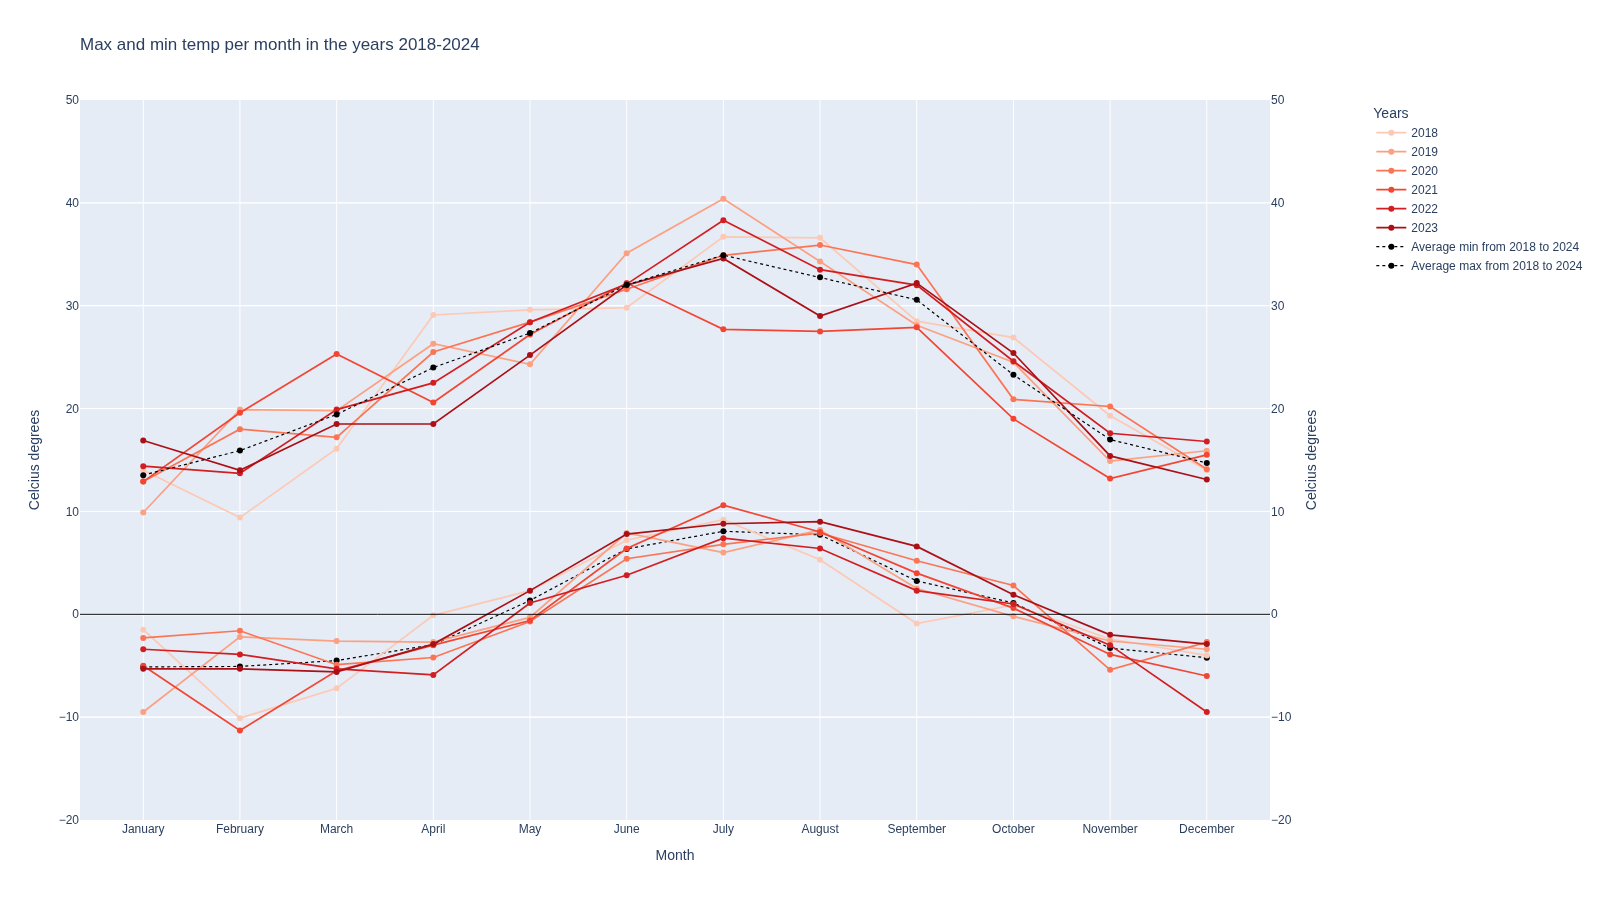 Max and min temp per month in the years 2018-2024
50
40
30
20
10
0
−10
−20
50
40
30
20
10
0
−10
−20
Celcius degrees
Celcius degrees
January
February
March
April
May
June
July
August
September
October
November
December
Month
Years
2018
2019
2020
2021
2022
2023
Average min from 2018 to 2024
Average max from 2018 to 2024